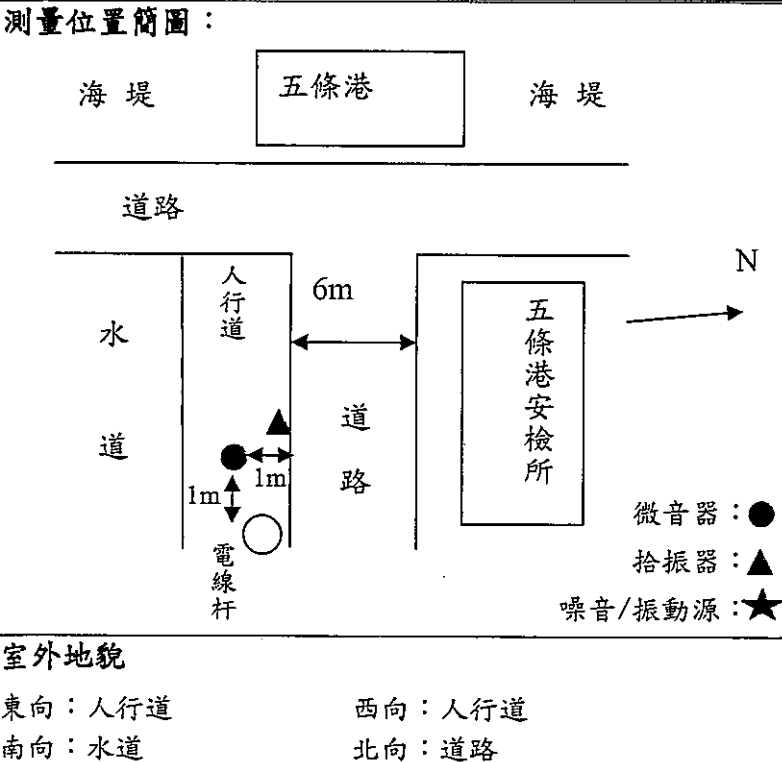 測量位置簡圖：
海堤
五條港
海堤
道路
人行道
6m
N
水道
道路
五條港安檢所
1m
1m
電線杆
微音器：●
拾振器：▲
噪音/振動源：★
室外地貌
東向：人行道
西向：人行道
南向：水道
北向：道路